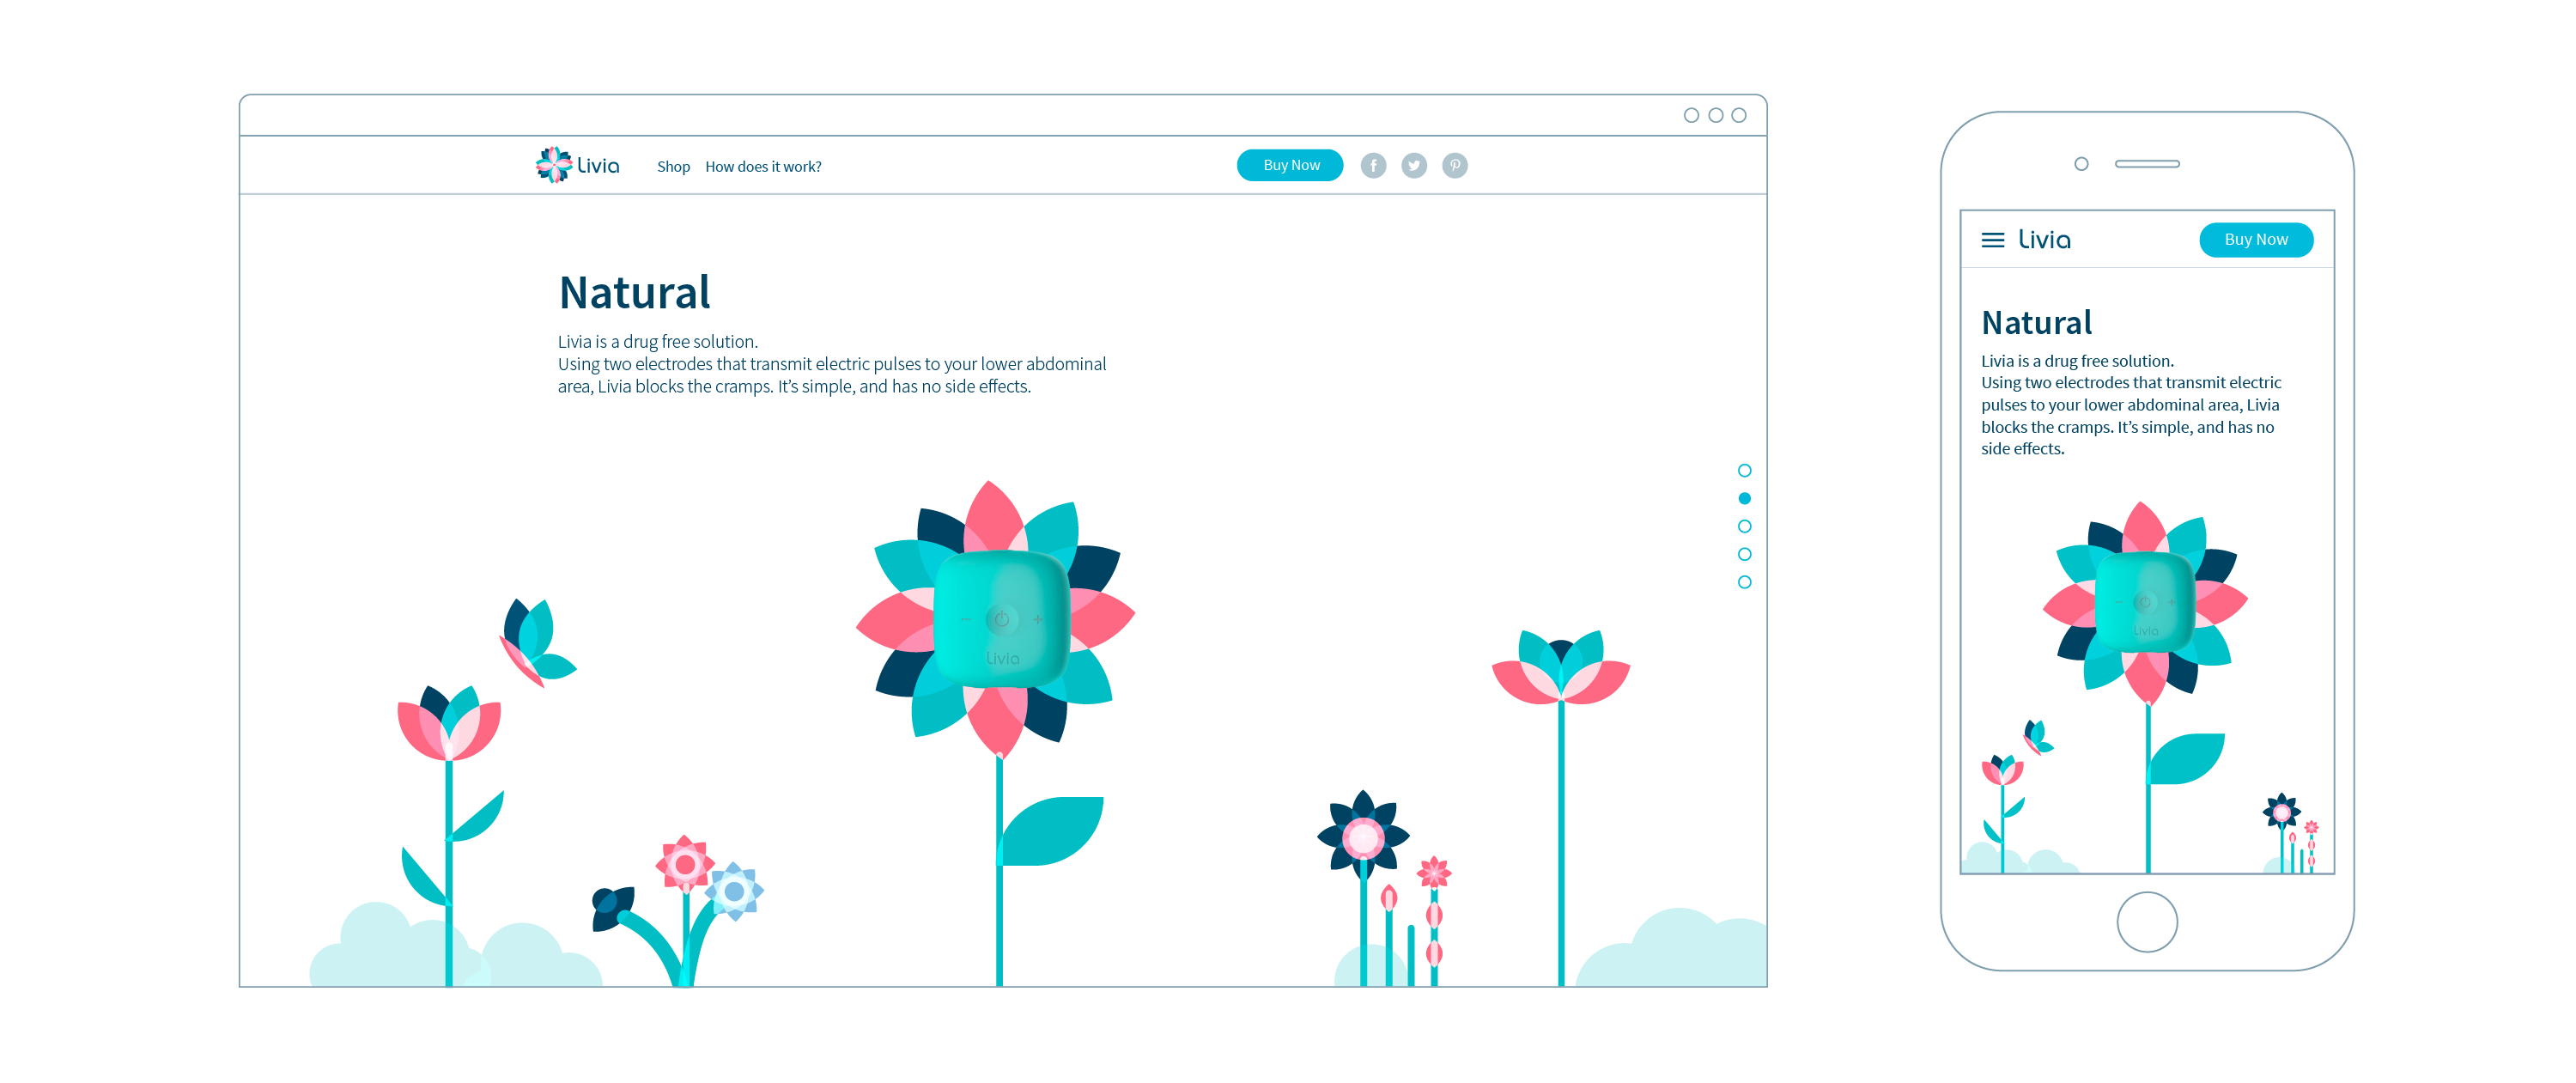 Livia
Shop
How does it work?
Buy Now
Natural
Livia is a drug free solution.
Using two electrodes that transmit electric pulses to your lower abdominal
area, Livia blocks the cramps. It’s simple, and has no side effects.
Livia
Livia
Buy Now
Natural
Livia is a drug free solution.
Using two electrodes that transmit electric
pulses to your lower abdominal area, Livia
blocks the cramps. It’s simple, and has no
side effects.
Livia